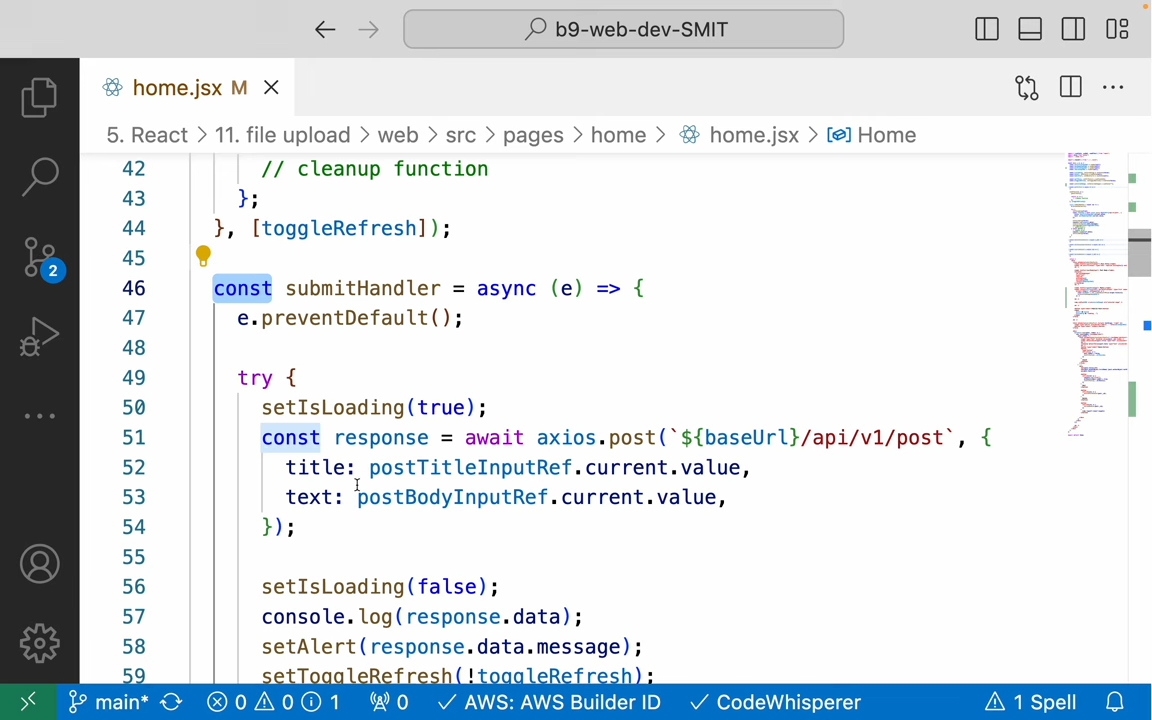 b9-web-dev-SMIT
home.jsx M
5. React > 11. file upload > web > src > pages > home > home.jsx > Home
42 // cleanup function
43 };
44 }, [toggleRefresh]);
45
46 const submitHandler = async (e) => {
47 e.preventDefault();
48
49 try {
50 setIsLoading(true);
51 const response = await axios.post(`${baseUrl}/api/v1/post`, {
52 title: postTitleInputRef.current.value,
53 text: postBodyInputRef.current.value,
54 });
55
56 setIsLoading(false);
57 console.log(response.data);
58 setAlert(response.data.message);
59 setToggleRefresh(!toggleRefresh);
2
main* 0 0 1 0 AWS: AWS Builder ID CodeWhisperer 1 Spell